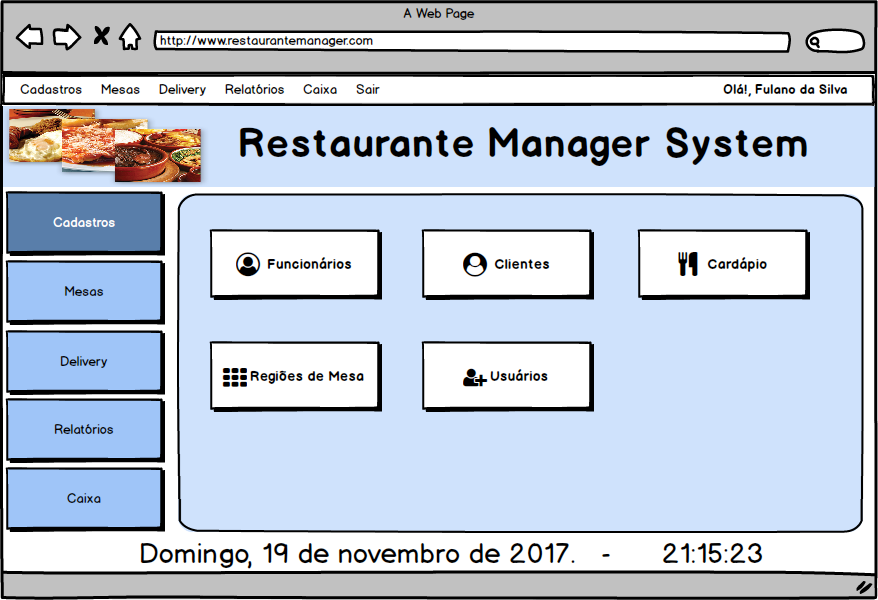 A Web Page
http://www.restaurantemanager.com
Cadastros Mesas Delivery Relatórios Caixa Sair Olá!, Fulano da Silva
Restaurante Manager System
Cadastros
Mesas
Delivery
Relatórios
Caixa
Funcionários Clientes Cardápio
Regiões de Mesa Usuários
Domingo, 19 de novembro de 2017. - 21:15:23